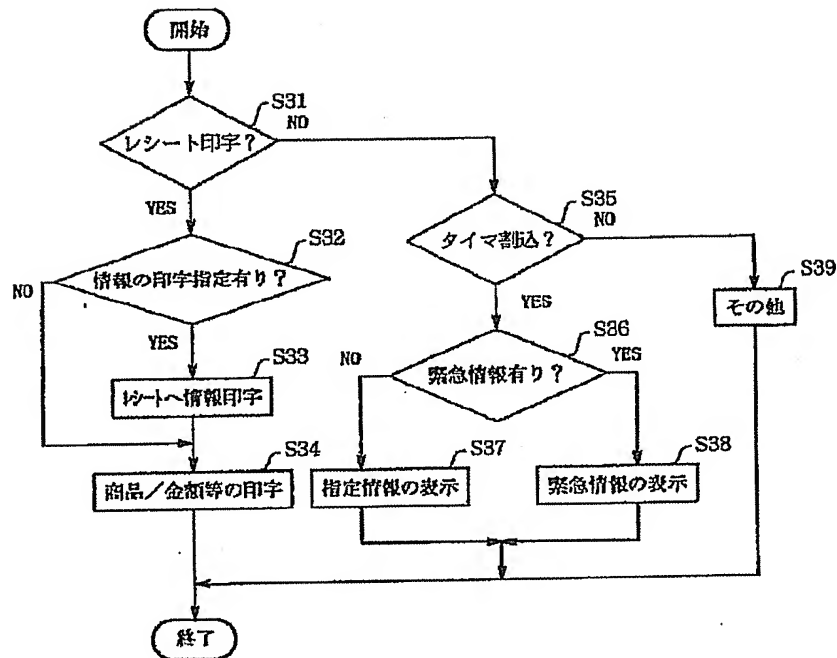 開始
S31
レシート印字?
NO
YES
S35
タイマ割込?
NO
S32
情報の印字指定有り?
NO
YES
S39
その他
YES
S36
緊急情報有り?
NO
YES
S33
レシートへ情報印字
S34
商品/金額等の印字
S37
指定情報の表示
S38
緊急情報の表示
終了